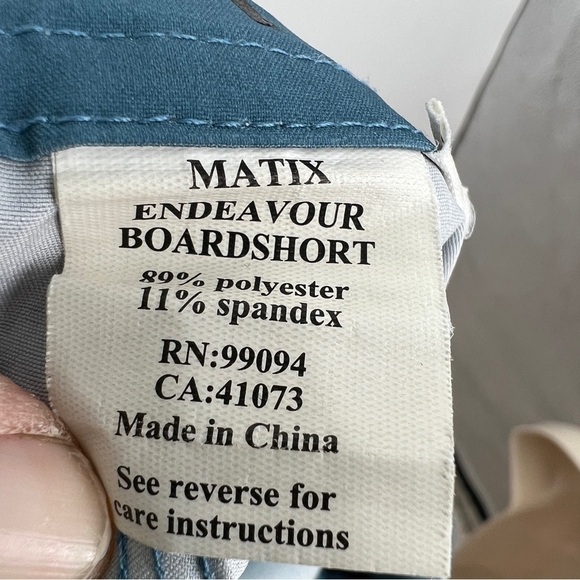 MATIX
ENDEAVOUR
BOARDSHORT
89% polyester
11% spandex
RN:99094
CA:41073
Made in China
See reverse for
care instructions